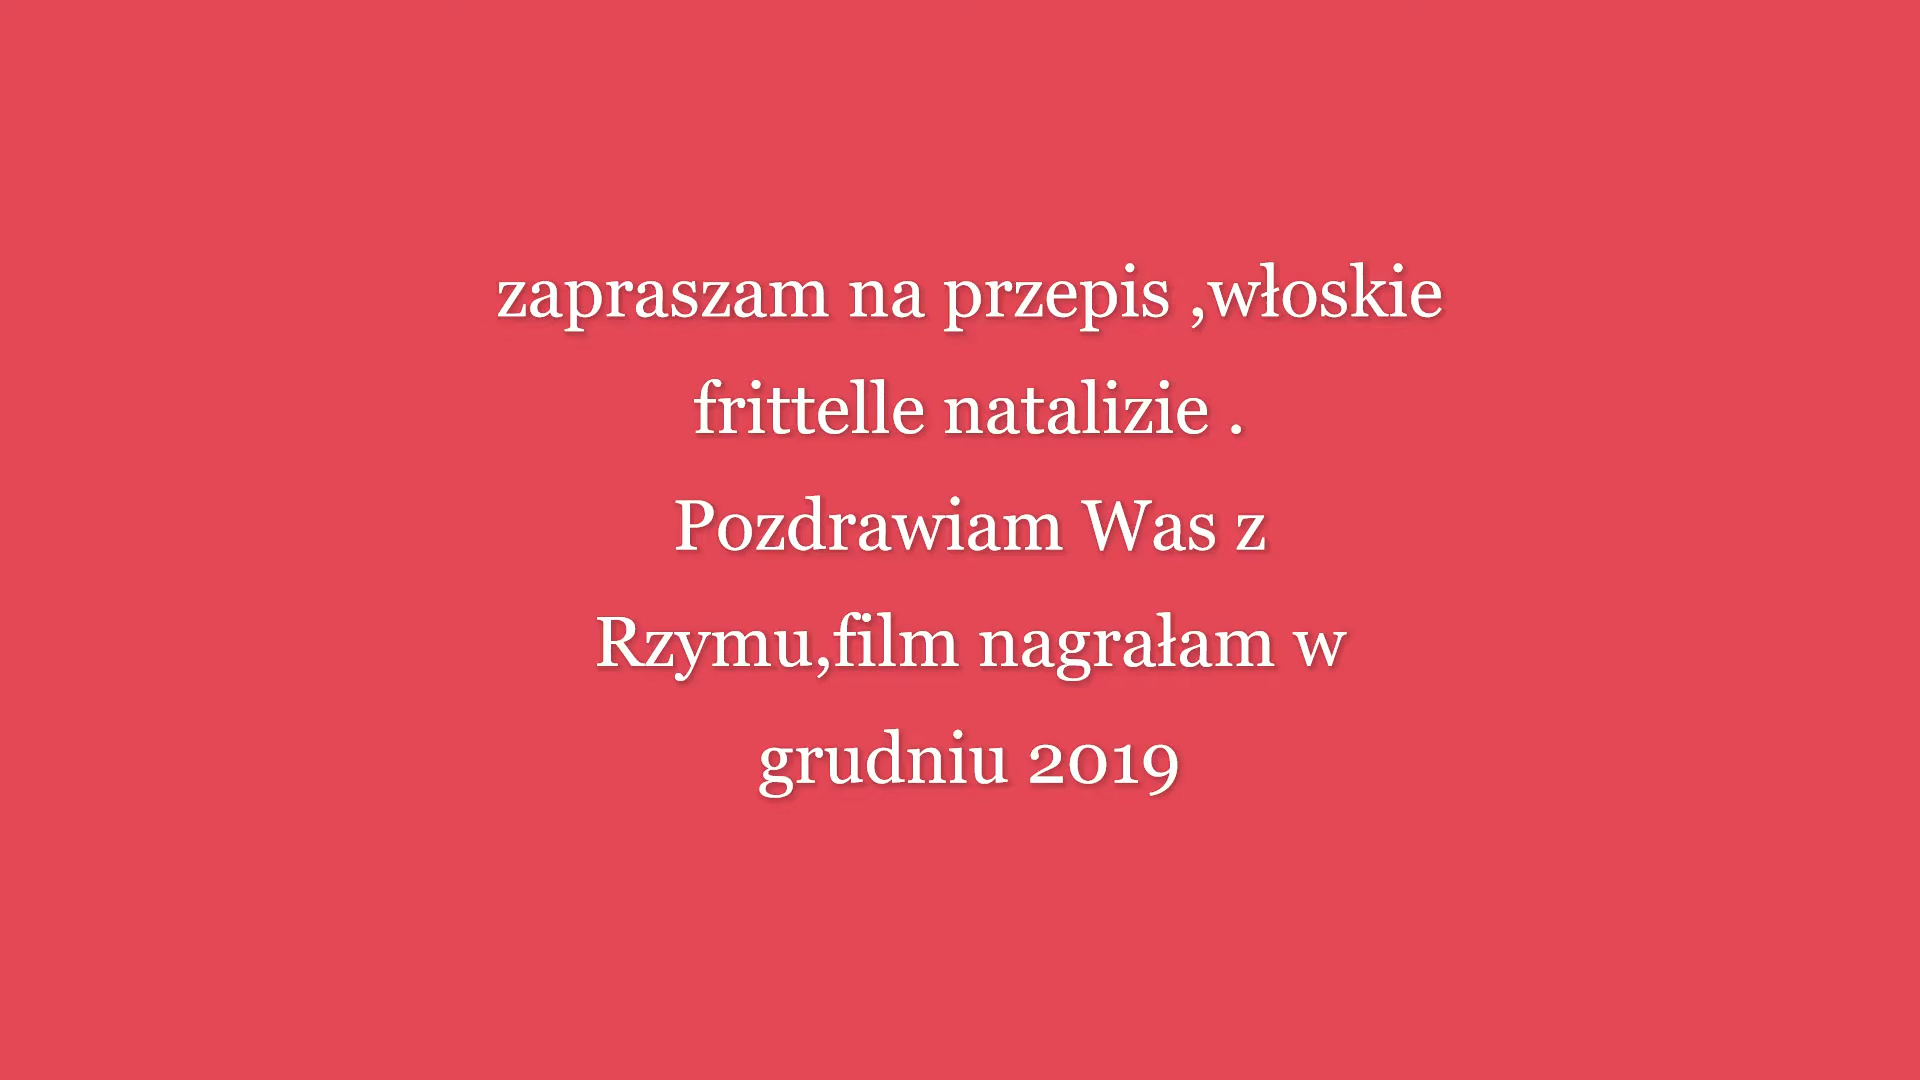 zapraszam na przepis ,włoskie
frittelle natalizie .
Pozdrawiam Was z
Rzymu,film nagrałam w
grudniu 2019